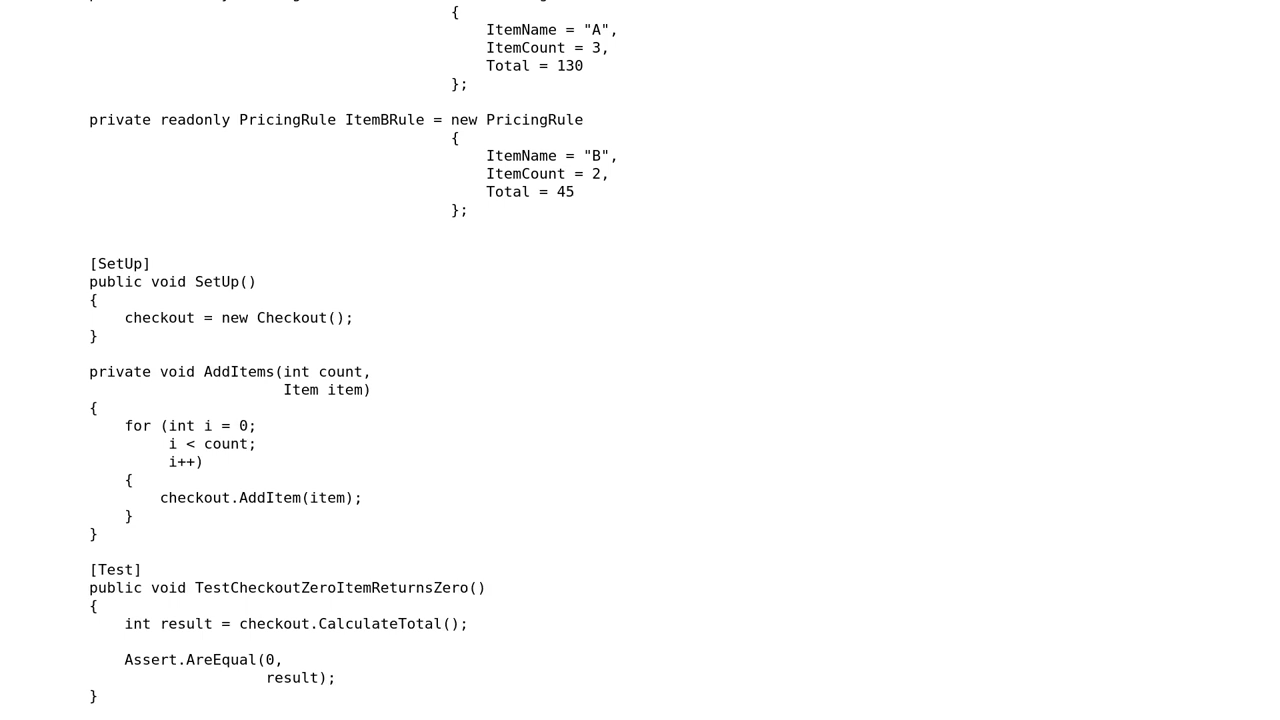 {
ItemName = "A",
ItemCount = 3,
Total = 130
};
private readonly PricingRule ItemBRule = new PricingRule
{
ItemName = "B",
ItemCount = 2,
Total = 45
};
[SetUp]
public void SetUp()
{
checkout = new Checkout();
}
private void AddItems(int count,
Item item)
{
for (int i = 0;
i < count;
i++)
{
checkout.AddItem(item);
}
}
[Test]
public void TestCheckoutZeroItemReturnsZero()
{
int result = checkout.CalculateTotal();
Assert.AreEqual(0,
result);
}